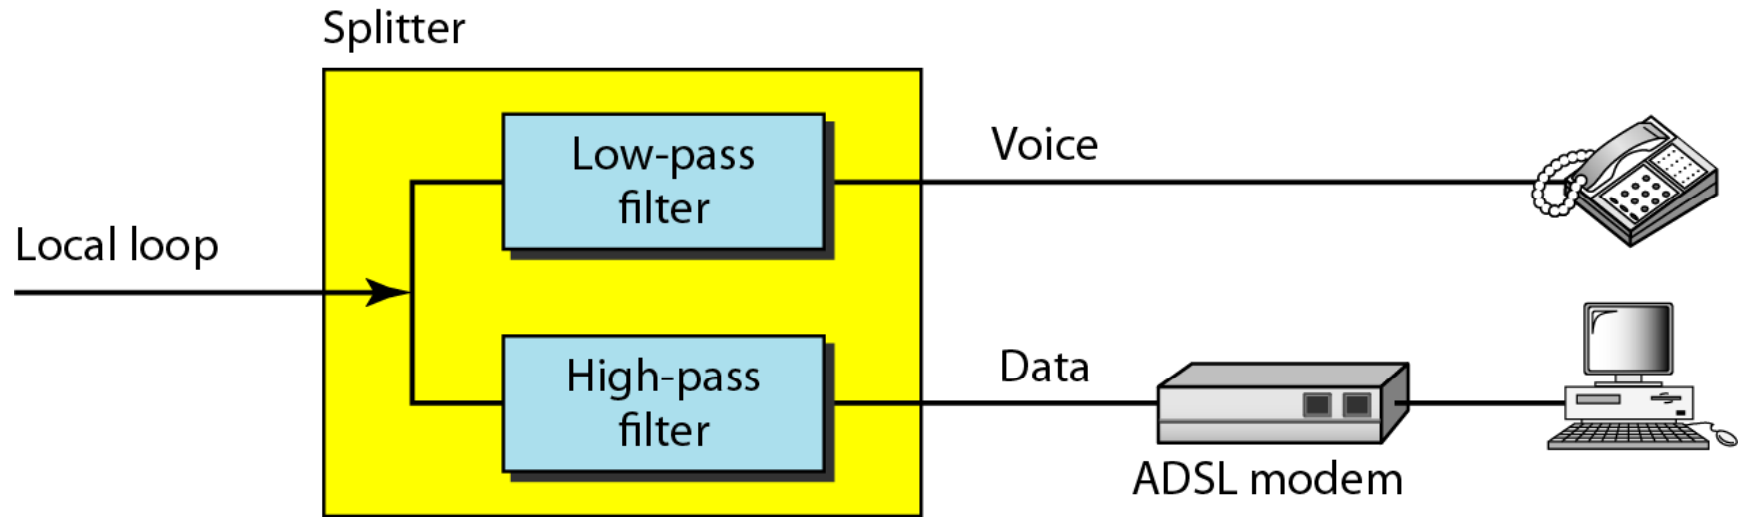 Splitter
Low-pass
filter
Voice
Local loop
High-pass
filter
Data
ADSL modem